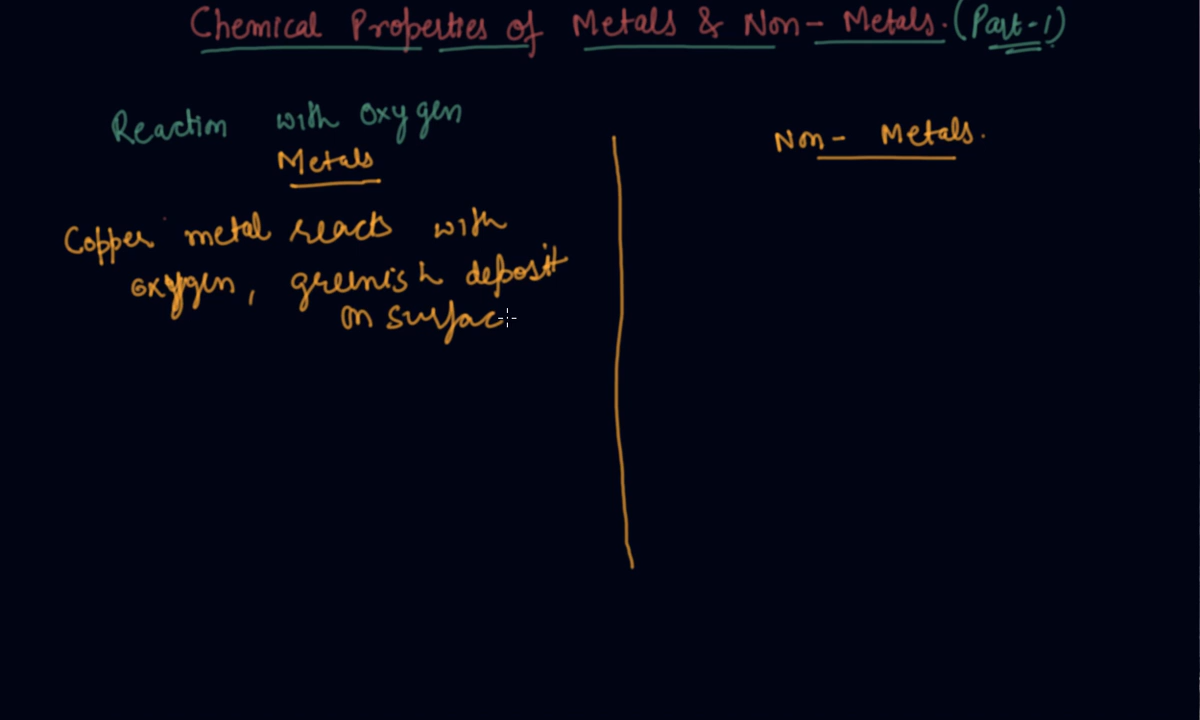 Chemical Properties of Metals & Non-Metals. (Part-1)
Reaction with Oxygen
Metals
Non-Metals.
Copper metal reacts with
oxygen, greenish deposit
on surfac